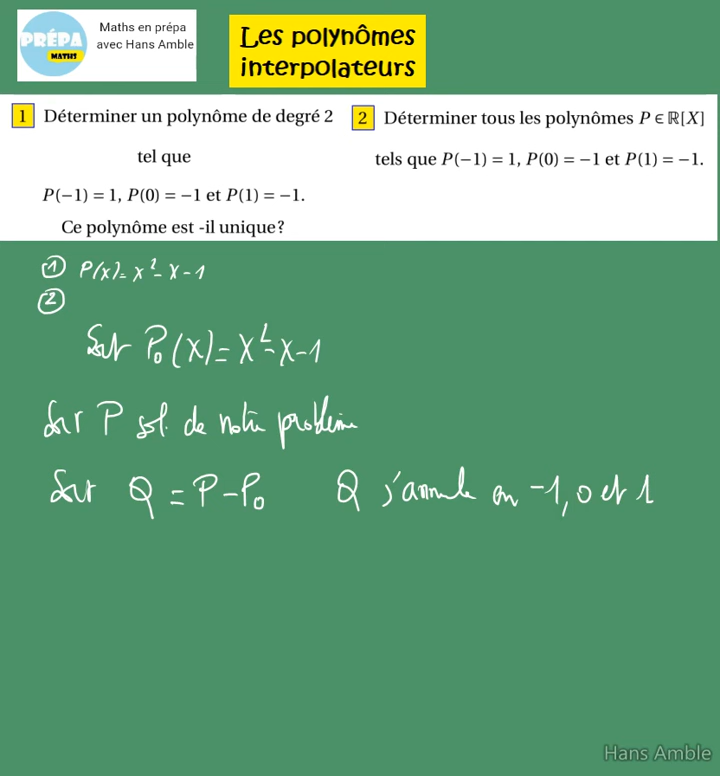 PRÉPA
MATHS
Maths en prépa
avec Hans Amble
Les polynômes
interpolateurs
1 Déterminer un polynôme de degré 2
tel que
P(−1) = 1, P(0) = −1 et P(1) = −1.
Ce polynôme est -il unique?
2 Déterminer tous les polynômes P ∈ ℝ[X]
tels que P(−1) = 1, P(0) = −1 et P(1) = −1.
① P(X) = X² − X − 1
②
Soit P₀(X) = X² − X − 1
Soit P sol. de notre problème
Soit Q = P − P₀ Q s'annule en −1, 0 et 1
Hans Amble